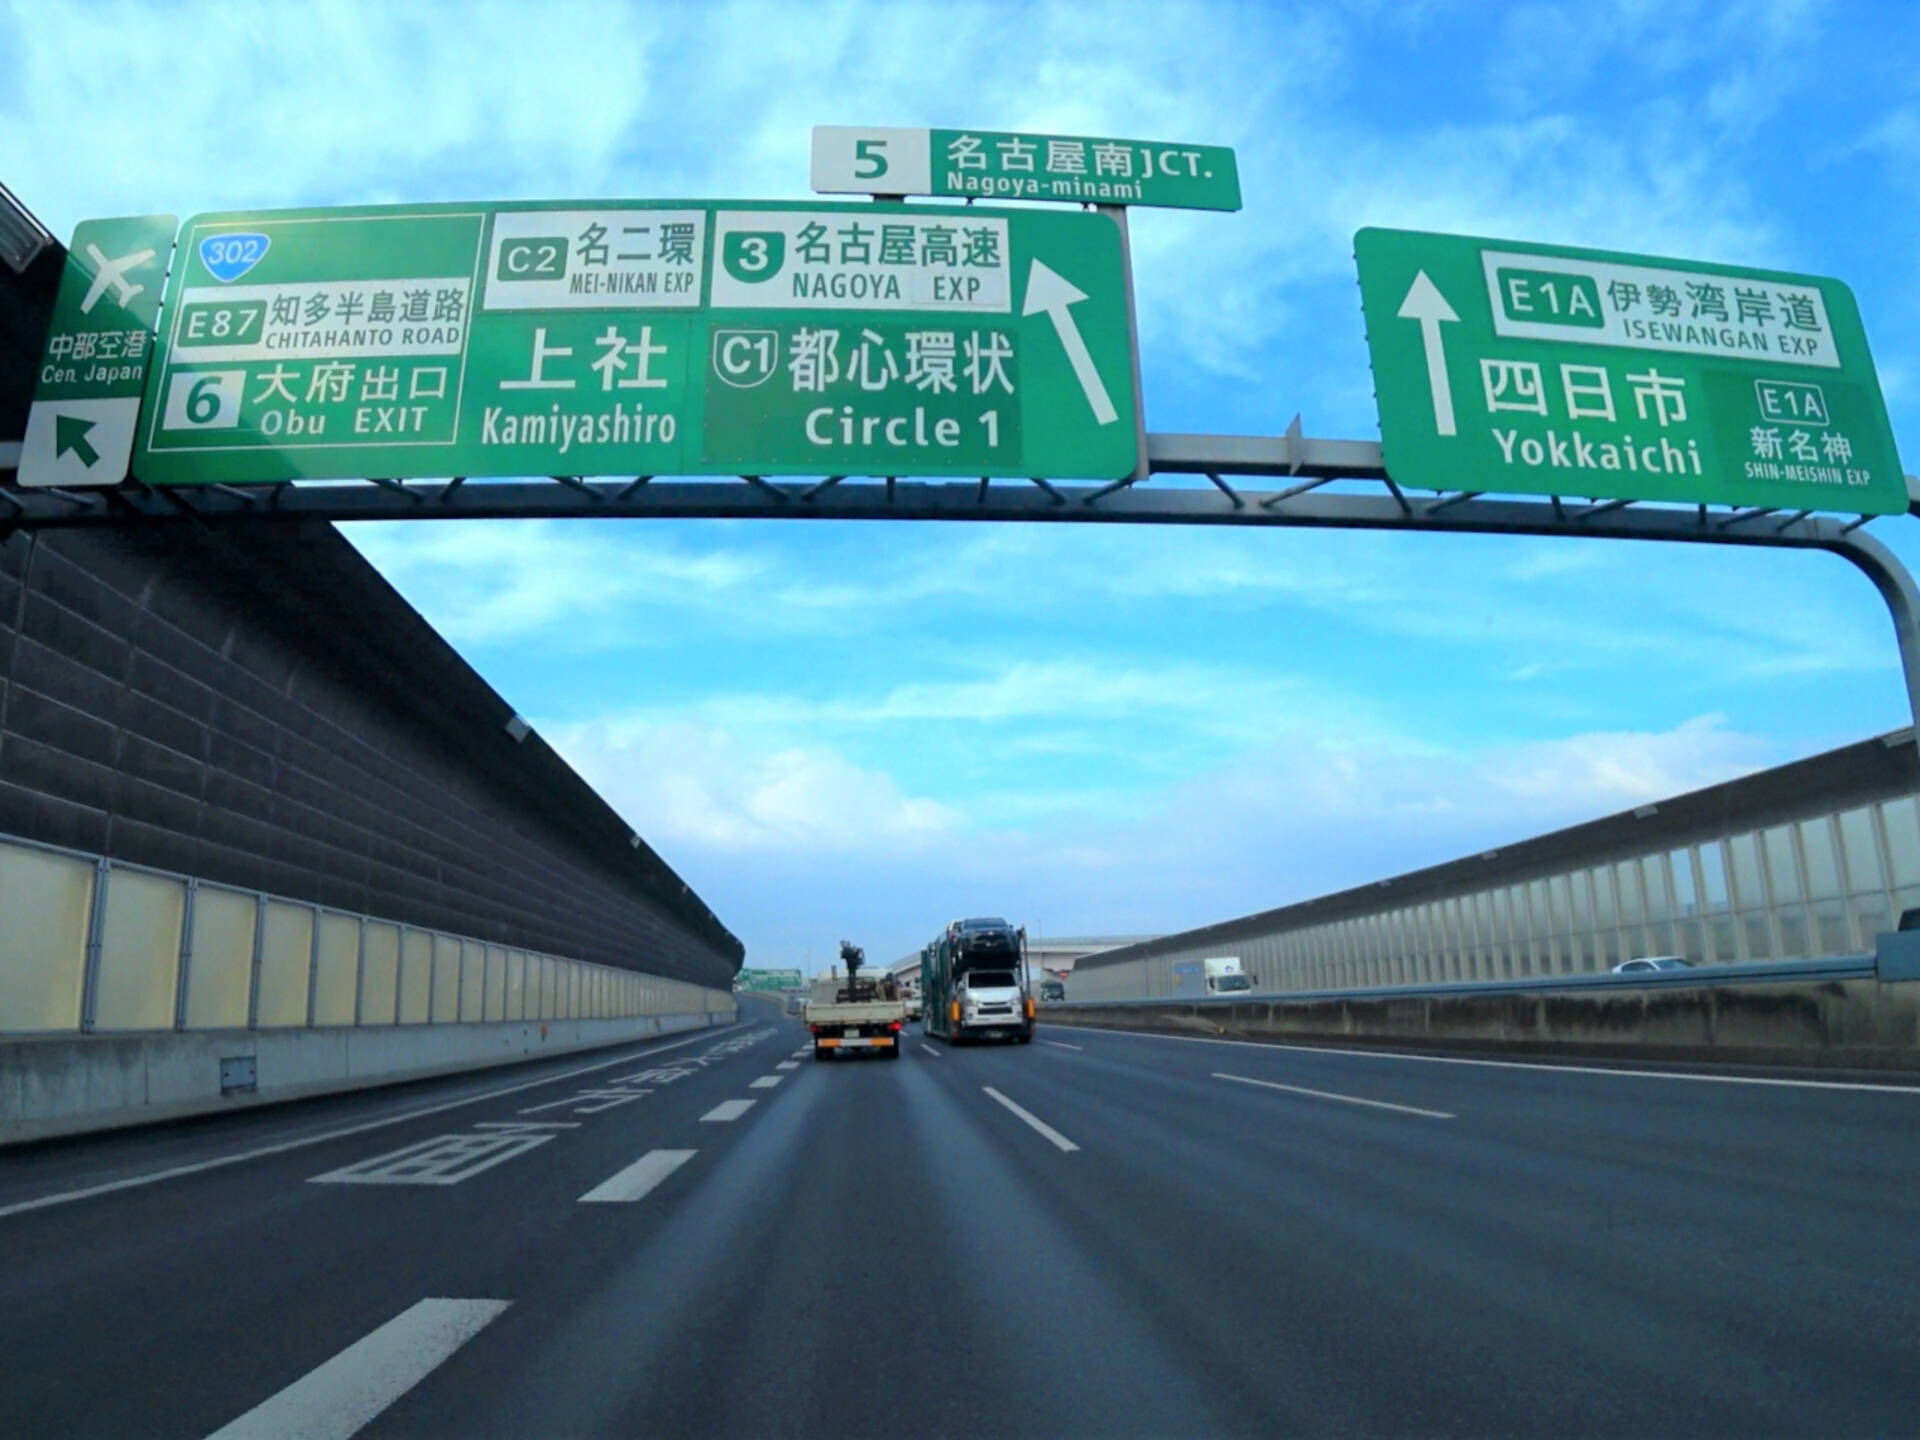 5 名古屋南JCT.
Nagoya-minami
中部空港
Cen. Japan
302
E87 知多半島道路
CHITAHANTO ROAD
6 大府出口
Obu EXIT
C2 名二環
MEI-NIKAN EXP
上社
Kamiyashiro
3 名古屋高速
NAGOYA EXP
C1 都心環状
Circle 1
E1A 伊勢湾岸道
ISEWANGAN EXP
四日市
Yokkaichi
E1A
新名神
SHIN-MEISHIN EXP